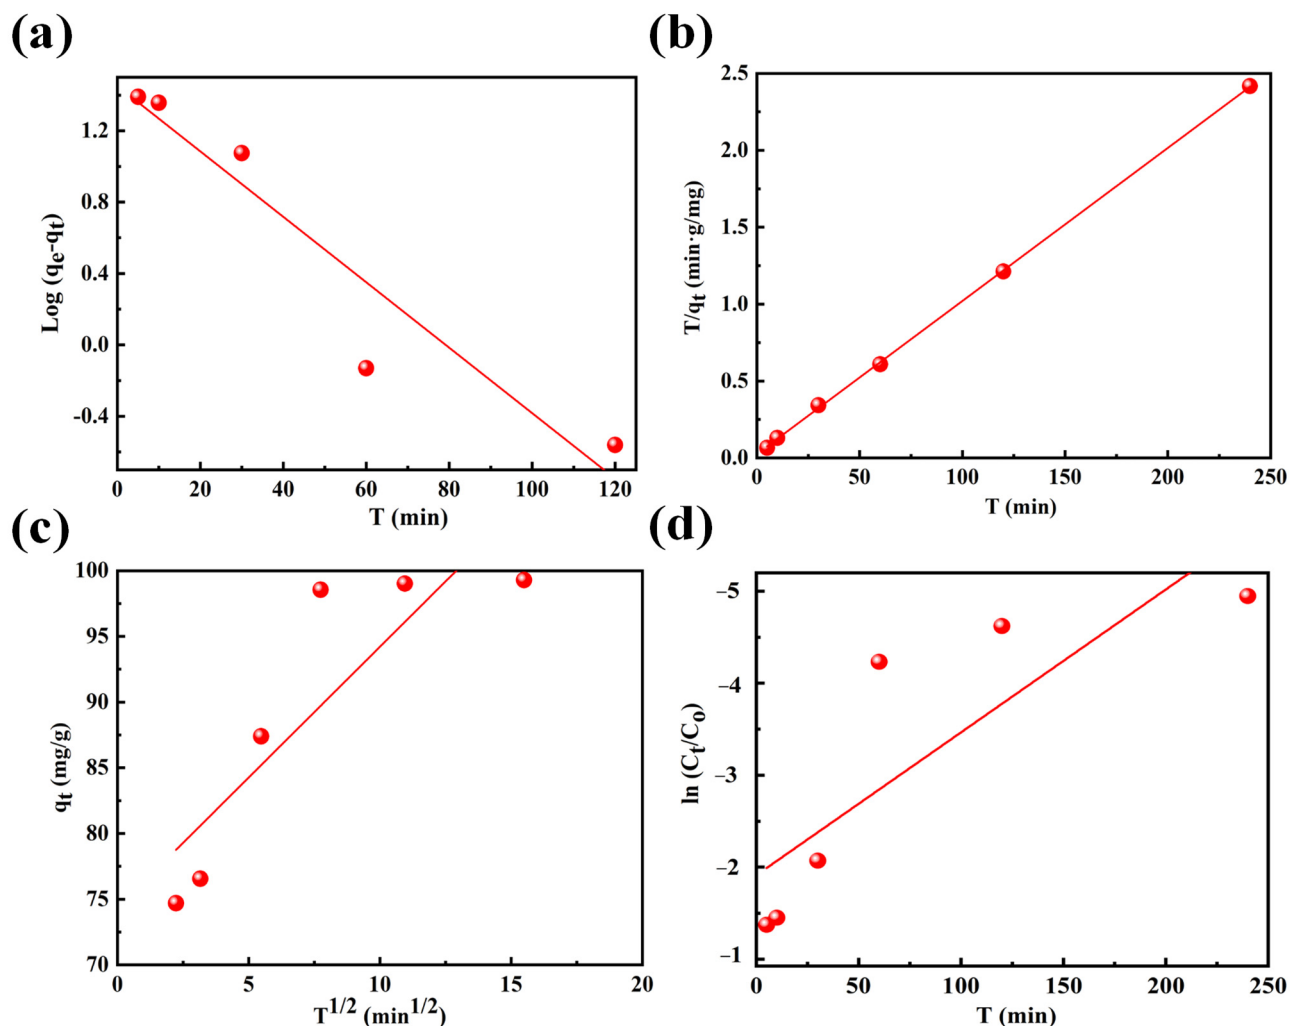 (a)
1.2
0.8
0.4
0.0
-0.4
Log (qe-qt)
0 20 40 60 80 100 120
T (min)
(b)
2.5
2.0
1.5
1.0
0.5
0.0
T/qt (min·g/mg)
0 50 100 150 200 250
T (min)
(c)
100
95
90
85
80
75
70
qt (mg/g)
0 5 10 15 20
T1/2 (min1/2)
(d)
−5
−4
−3
−2
−1
ln (Ct/Co)
0 50 100 150 200 250
T (min)